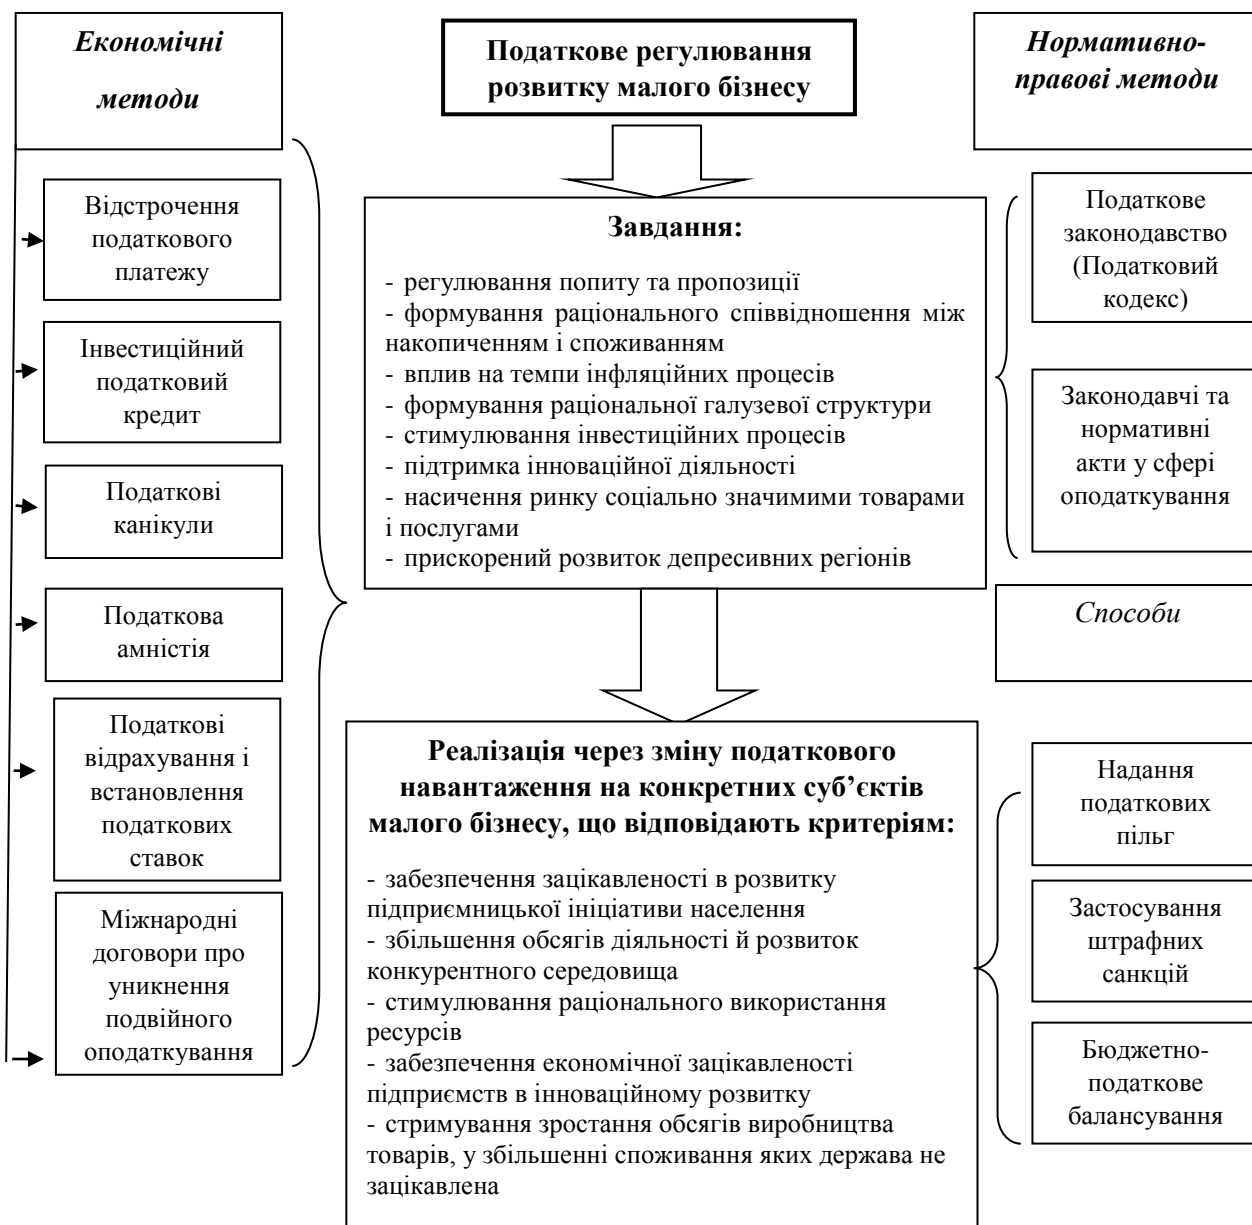 Економічні
методи
Податкове регулювання
розвитку малого бізнесу
Нормативно-
правові методи
Відстрочення
податкового
платежу
Інвестиційний
податковий
кредит
Податкові
канікули
Податкова
амністія
Податкові
відрахування і
встановлення
податкових
ставок
Міжнародні
договори про
уникнення
подвійного
оподаткування
Завдання:
- регулювання попиту та пропозиції
- формування раціонального співвідношення між
накопиченням і споживанням
- вплив на темпи інфляційних процесів
- формування раціональної галузевої структури
- стимулювання інвестиційних процесів
- підтримка інноваційної діяльності
- насичення ринку соціально значимими товарами
і послугами
- прискорений розвиток депресивних регіонів
Реалізація через зміну податкового
навантаження на конкретних суб’єктів
малого бізнесу, що відповідають критеріям:
- забезпечення зацікавленості в розвитку
підприємницької ініціативи населення
- збільшення обсягів діяльності й розвиток
конкурентного середовища
- стимулювання раціонального використання
ресурсів
- забезпечення економічної зацікавленості
підприємств в інноваційному розвитку
- стримування зростання обсягів виробництва
товарів, у збільшенні споживання яких держава не
зацікавлена
Податкове
законодавство
(Податковий
кодекс)
Законодавчі та
нормативні
акти у сфері
оподаткування
Способи
Надання
податкових
пільг
Застосування
штрафних
санкцій
Бюджетно-
податкове
балансування